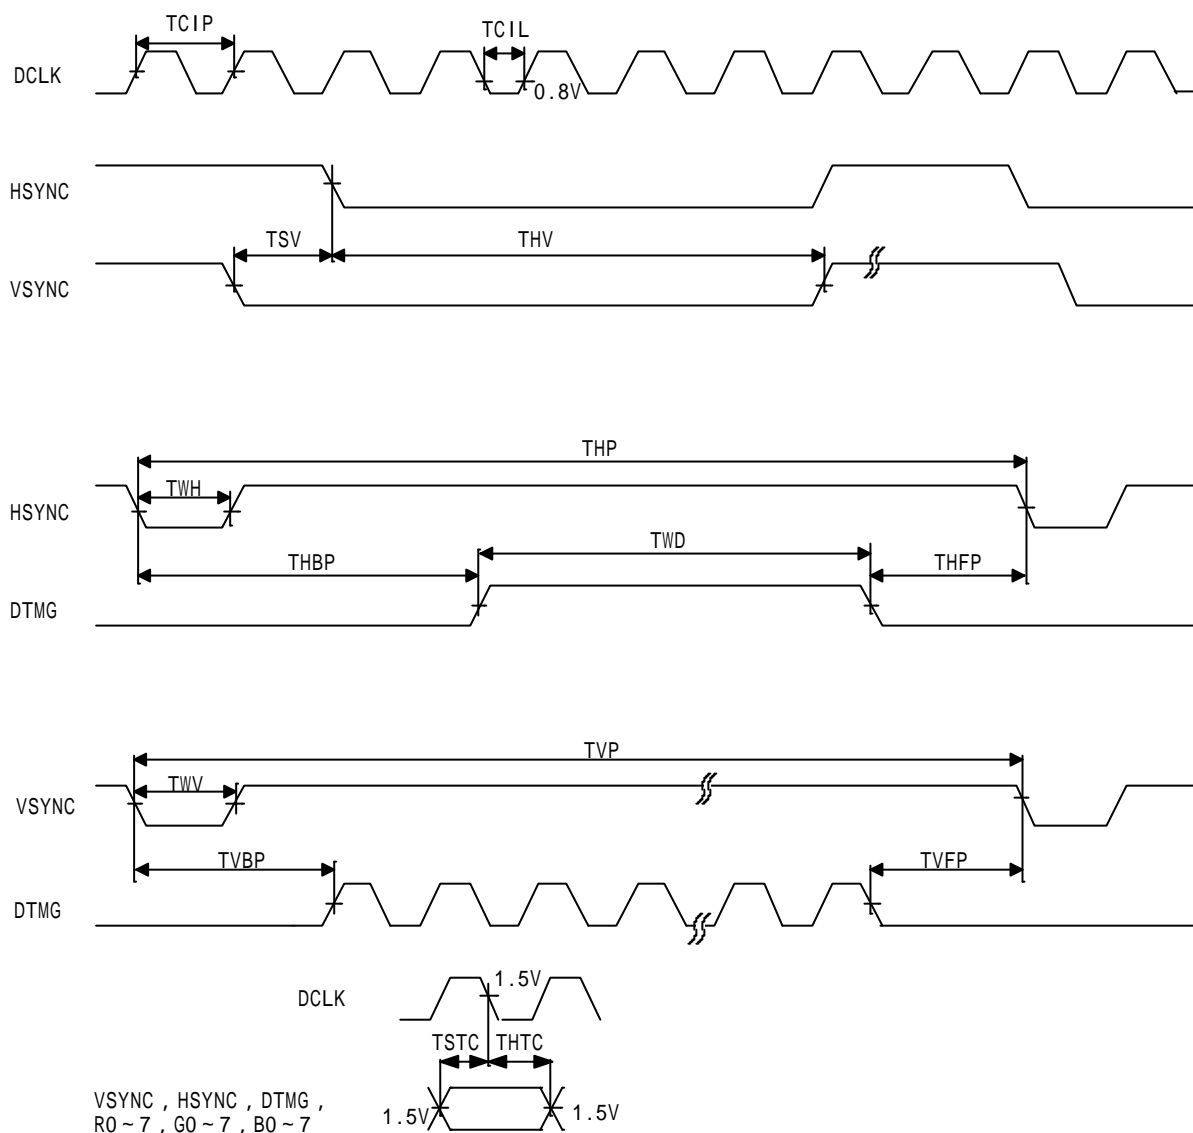 TCIP
TCIL
DCLK
0.8V
HSYNC
TSV
THV
VSYNC
THP
TWH
HSYNC
TWD
THBP
THFP
DTMG
TVP
TWV
VSYNC
TVBP
TVFP
DTMG
1.5V
DCLK
TSTC
THTC
VSYNC , HSYNC , DTMG ,
1.5V
1.5V
R0 ~ 7 , G0 ~ 7 , B0 ~ 7